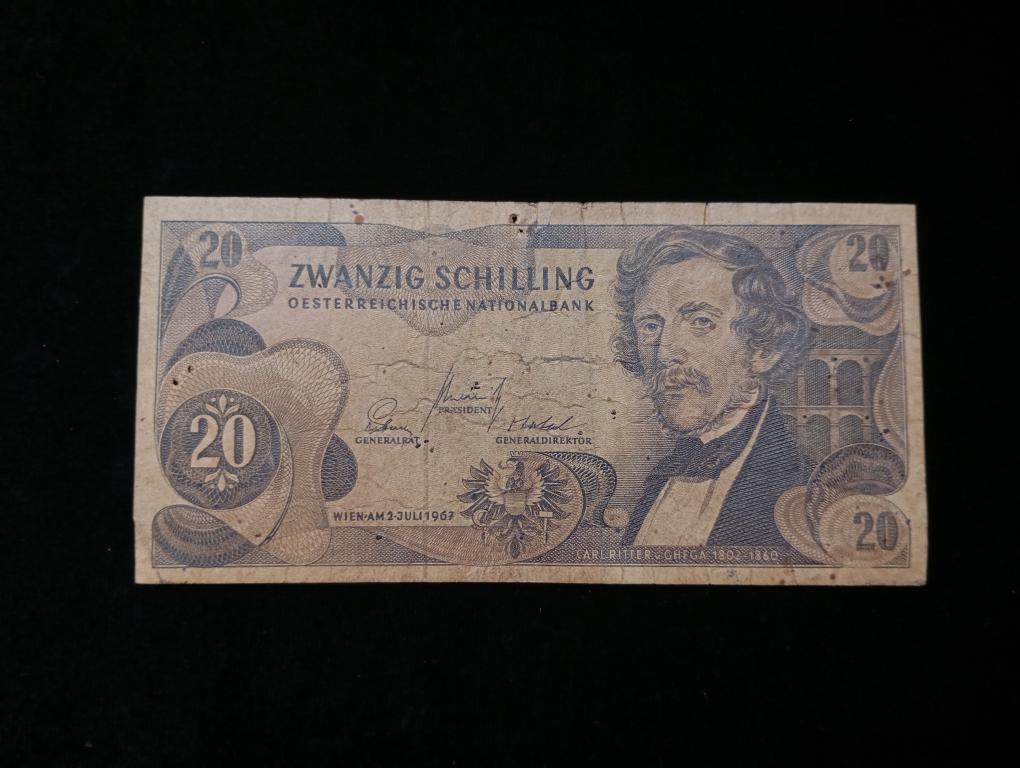 20
20
ZWANZIG SCHILLING
OESTERREICHISCHE NATIONALBANK
PRÄSIDENT
GENERALRAT
GENERALDIREKTOR
20
WIEN·AM 2·JULI 1967
CARL RITTER v. GHEGA 1802-1860
20